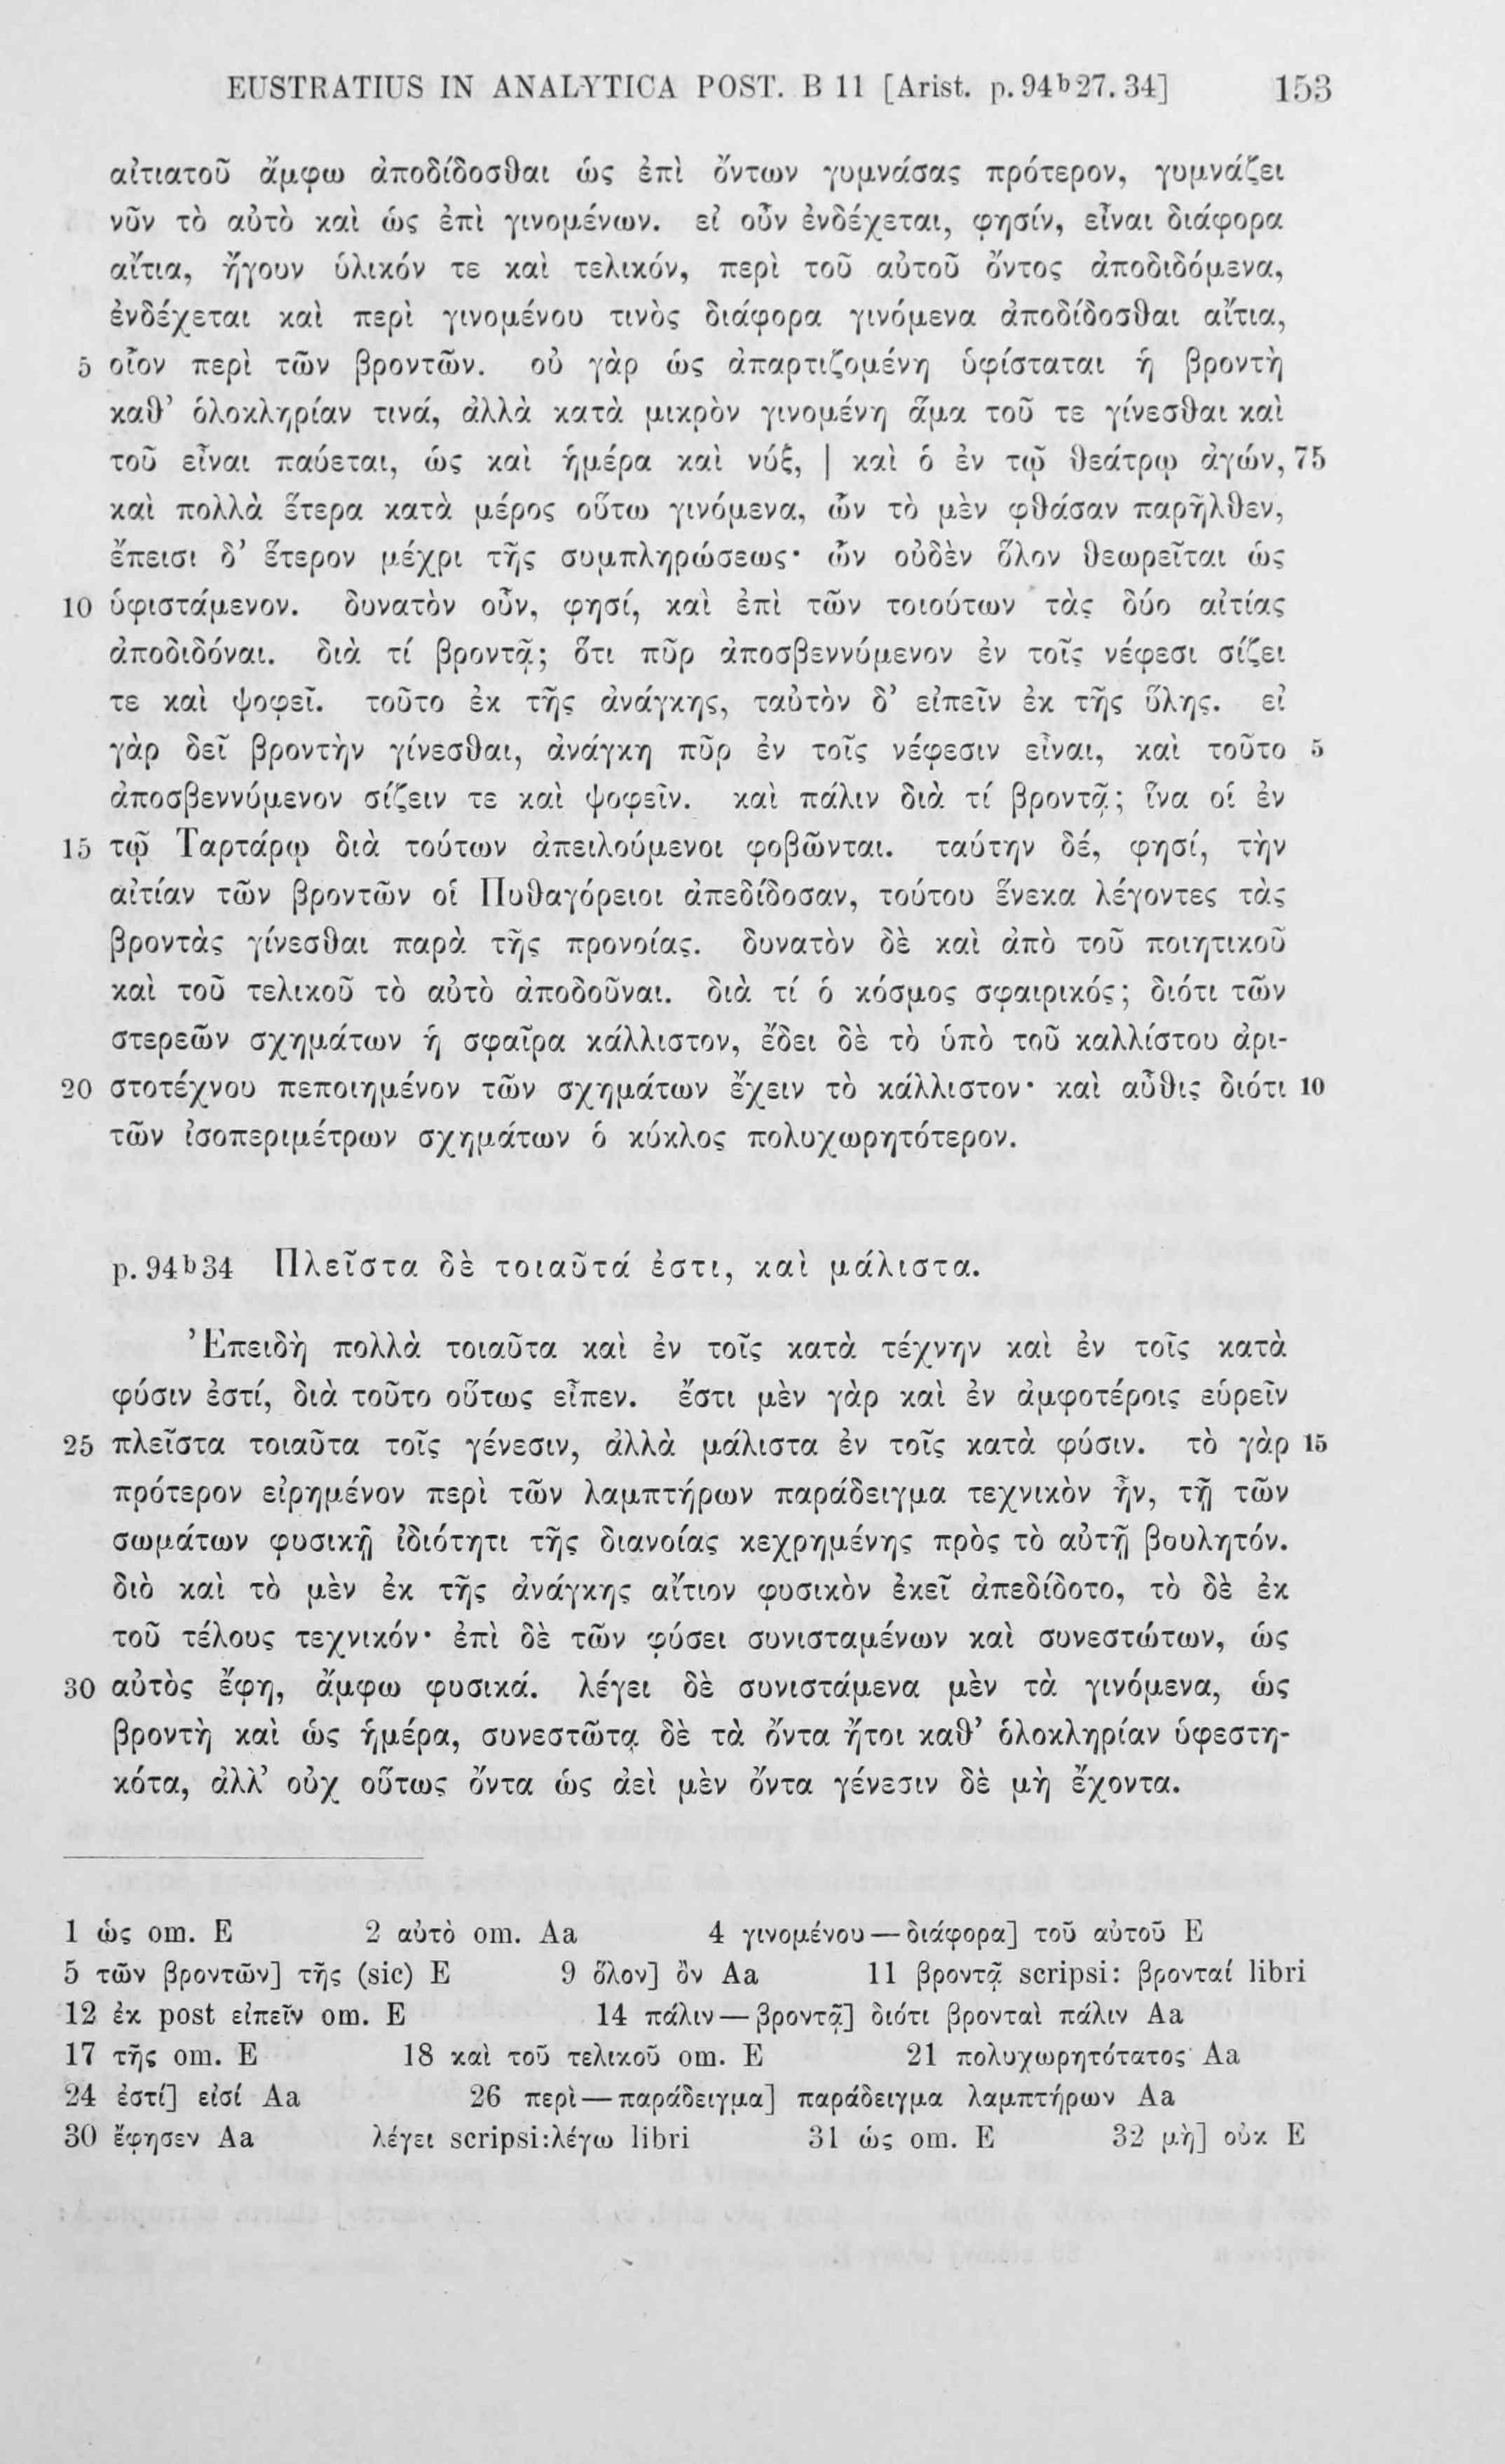 EUSTRATIUS IN ANALYTICA POST. B 11 [Arist. p. 94ᵇ27. 34] 153
αἰτιατοῦ ἄμφω ἀποδίδοσθαι ὡς ἐπὶ ὄντων γυμνάσας πρότερον, γυμνάζει
νῦν τὸ αὐτὸ καὶ ὡς ἐπὶ γινομένων. εἰ οὖν ἐνδέχεται, φησίν, εἶναι διάφορα
αἴτια, ἤγουν ὑλικόν τε καὶ τελικόν, περὶ τοῦ αὐτοῦ ὄντος ἀποδιδόμενα,
ἐνδέχεται καὶ περὶ γινομένου τινὸς διάφορα γινόμενα ἀποδίδοσθαι αἴτια,
5 οἷον περὶ τῶν βροντῶν. οὐ γὰρ ὡς ἀπαρτιζομένη ὑφίσταται ἡ βροντὴ
καθ’ ὁλοκληρίαν τινά, ἀλλὰ κατὰ μικρὸν γινομένη ἅμα τοῦ τε γίνεσθαι καὶ
τοῦ εἶναι παύεται, ὡς καὶ ἡμέρα καὶ νύξ, | καὶ ὁ ἐν τῷ θεάτρῳ ἀγών, 75
καὶ πολλὰ ἕτερα κατὰ μέρος οὕτω γινόμενα, ὧν τὸ μὲν φθάσαν παρῆλθεν,
ἔπεισι δ’ ἕτερον μέχρι τῆς συμπληρώσεως· ὧν οὐδὲν ὅλον θεωρεῖται ὡς
10 ὑφιστάμενον. δυνατὸν οὖν, φησί, καὶ ἐπὶ τῶν τοιούτων τὰς δύο αἰτίας
ἀποδιδόναι. διὰ τί βροντᾷ; ὅτι πῦρ ἀποσβεννύμενον ἐν τοῖς νέφεσι σίζει
τε καὶ ψοφεῖ. τοῦτο ἐκ τῆς ἀνάγκης, ταὐτὸν δ’ εἰπεῖν ἐκ τῆς ὕλης. εἰ
γὰρ δεῖ βροντὴν γίνεσθαι, ἀνάγκη πῦρ ἐν τοῖς νέφεσιν εἶναι, καὶ τοῦτο 5
ἀποσβεννύμενον σίζειν τε καὶ ψοφεῖν. καὶ πάλιν διὰ τί βροντᾷ; ἵνα οἱ ἐν
15 τῷ Ταρτάρῳ διὰ τούτων ἀπειλούμενοι φοβῶνται. ταύτην δέ, φησί, τὴν
αἰτίαν τῶν βροντῶν οἱ Πυθαγόρειοι ἀπεδίδοσαν, τούτου ἕνεκα λέγοντες τὰς
βροντὰς γίνεσθαι παρὰ τῆς προνοίας. δυνατὸν δὲ καὶ ἀπὸ τοῦ ποιητικοῦ
καὶ τοῦ τελικοῦ τὸ αὐτὸ ἀποδοῦναι. διὰ τί ὁ κόσμος σφαιρικός; διότι τῶν
στερεῶν σχημάτων ἡ σφαῖρα κάλλιστον, ἔδει δὲ τὸ ὑπὸ τοῦ καλλίστου ἀρι-
20 στοτέχνου πεποιημένον τῶν σχημάτων ἔχειν τὸ κάλλιστον· καὶ αὖθις διότι 10
τῶν ἰσοπεριμέτρων σχημάτων ὁ κύκλος πολυχωρητότερον.
p. 94ᵇ34 Πλεῖστα δὲ τοιαῦτά ἐστι, καὶ μάλιστα.
Ἐπειδὴ πολλὰ τοιαῦτα καὶ ἐν τοῖς κατὰ τέχνην καὶ ἐν τοῖς κατὰ
φύσιν ἐστί, διὰ τοῦτο οὕτως εἶπεν. ἔστι μὲν γὰρ καὶ ἐν ἀμφοτέροις εὑρεῖν
25 πλεῖστα τοιαῦτα τοῖς γένεσιν, ἀλλὰ μάλιστα ἐν τοῖς κατὰ φύσιν. τὸ γὰρ 15
πρότερον εἰρημένον περὶ τῶν λαμπτήρων παράδειγμα τεχνικὸν ἦν, τῇ τῶν
σωμάτων φυσικῇ ἰδιότητι τῆς διανοίας κεχρημένης πρὸς τὸ αὐτῇ βουλητόν.
διὸ καὶ τὸ μὲν ἐκ τῆς ἀνάγκης αἴτιον φυσικὸν ἐκεῖ ἀπεδίδοτο, τὸ δὲ ἐκ
τοῦ τέλους τεχνικόν· ἐπὶ δὲ τῶν φύσει συνισταμένων καὶ συνεστώτων, ὡς
30 αὐτὸς ἔφη, ἄμφω φυσικά. λέγει δὲ συνιστάμενα μὲν τὰ γινόμενα, ὡς
βροντὴ καὶ ὡς ἡμέρα, συνεστῶτα δὲ τὰ ὄντα ἤτοι καθ’ ὁλοκληρίαν ὑφεστη-
κότα, ἀλλ’ οὐχ οὕτως ὄντα ὡς ἀεὶ μὲν ὄντα γένεσιν δὲ μὴ ἔχοντα.
1 ὡς om. E 2 αὐτὸ om. Aa 4 γινομένου — διάφορα] τοῦ αὐτοῦ E
5 τῶν βροντῶν] τῆς (sic) E 9 ὅλον] ὂν Aa 11 βροντᾷ scripsi: βρονταί libri
12 ἐκ post εἰπεῖν om. E 14 πάλιν — βροντᾷ] διότι βρονταὶ πάλιν Aa
17 τῆς om. E 18 καὶ τοῦ τελικοῦ om. E 21 πολυχωρητότατος Aa
24 ἐστί] εἰσί Aa 26 περὶ — παράδειγμα] παράδειγμα λαμπτήρων Aa
30 ἔφησεν Aa λέγει scripsi: λέγω libri 31 ὡς om. E 32 μὴ] οὐκ E